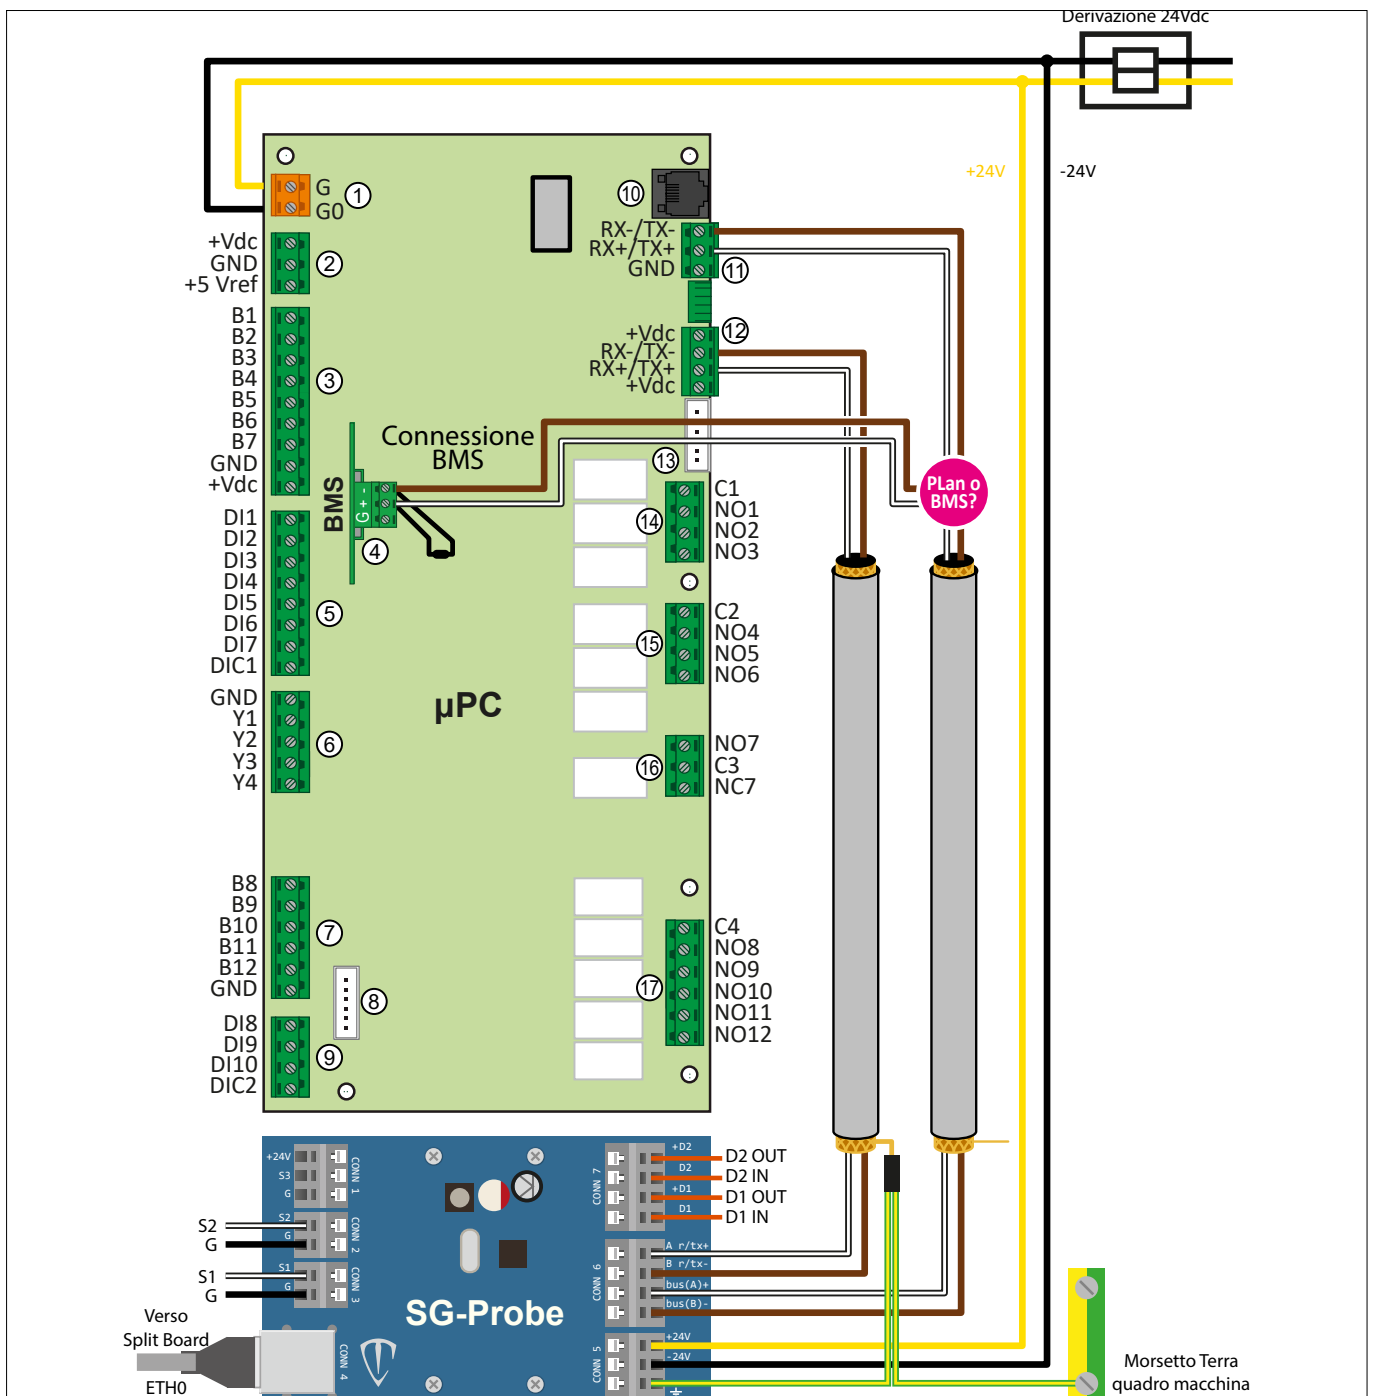 Derivazione 24Vdc
+24V
-24V
G
G0
1
+Vdc
GND
+5 Vref
2
B1
B2
B3
B4
B5
B6
B7
GND
+Vdc
3
Connessione
BMS
BMS
G + -
4
DI1
DI2
DI3
DI4
DI5
DI6
DI7
DIC1
5
GND
Y1
Y2
Y3
Y4
6
µPC
B8
B9
B10
B11
B12
GND
7
8
DI8
DI9
DI10
DIC2
9
10
RX-/TX-
RX+/TX+
GND
11
12
+Vdc
RX-/TX-
RX+/TX+
+Vdc
13
PLan o
BMS?
C1
NO1
NO2
NO3
14
C2
NO4
NO5
NO6
15
NO7
C3
NC7
16
C4
NO8
NO9
NO10
NO11
NO12
17
+24V
S3
G
CONN 1
S2
G
S2
G
CONN 2
S1
G
S1
G
CONN 3
Verso
Split Board
ETH0
CONN 4
SG-Probe
CONN 7
+D2
D2
+D1
D1
D2 OUT
D2 IN
D1 OUT
D1 IN
CONN 6
A r/tx+
B r/tx-
bus(A)+
bus(B)-
CONN 5
+24V
-24V
Morsetto Terra
quadro macchina